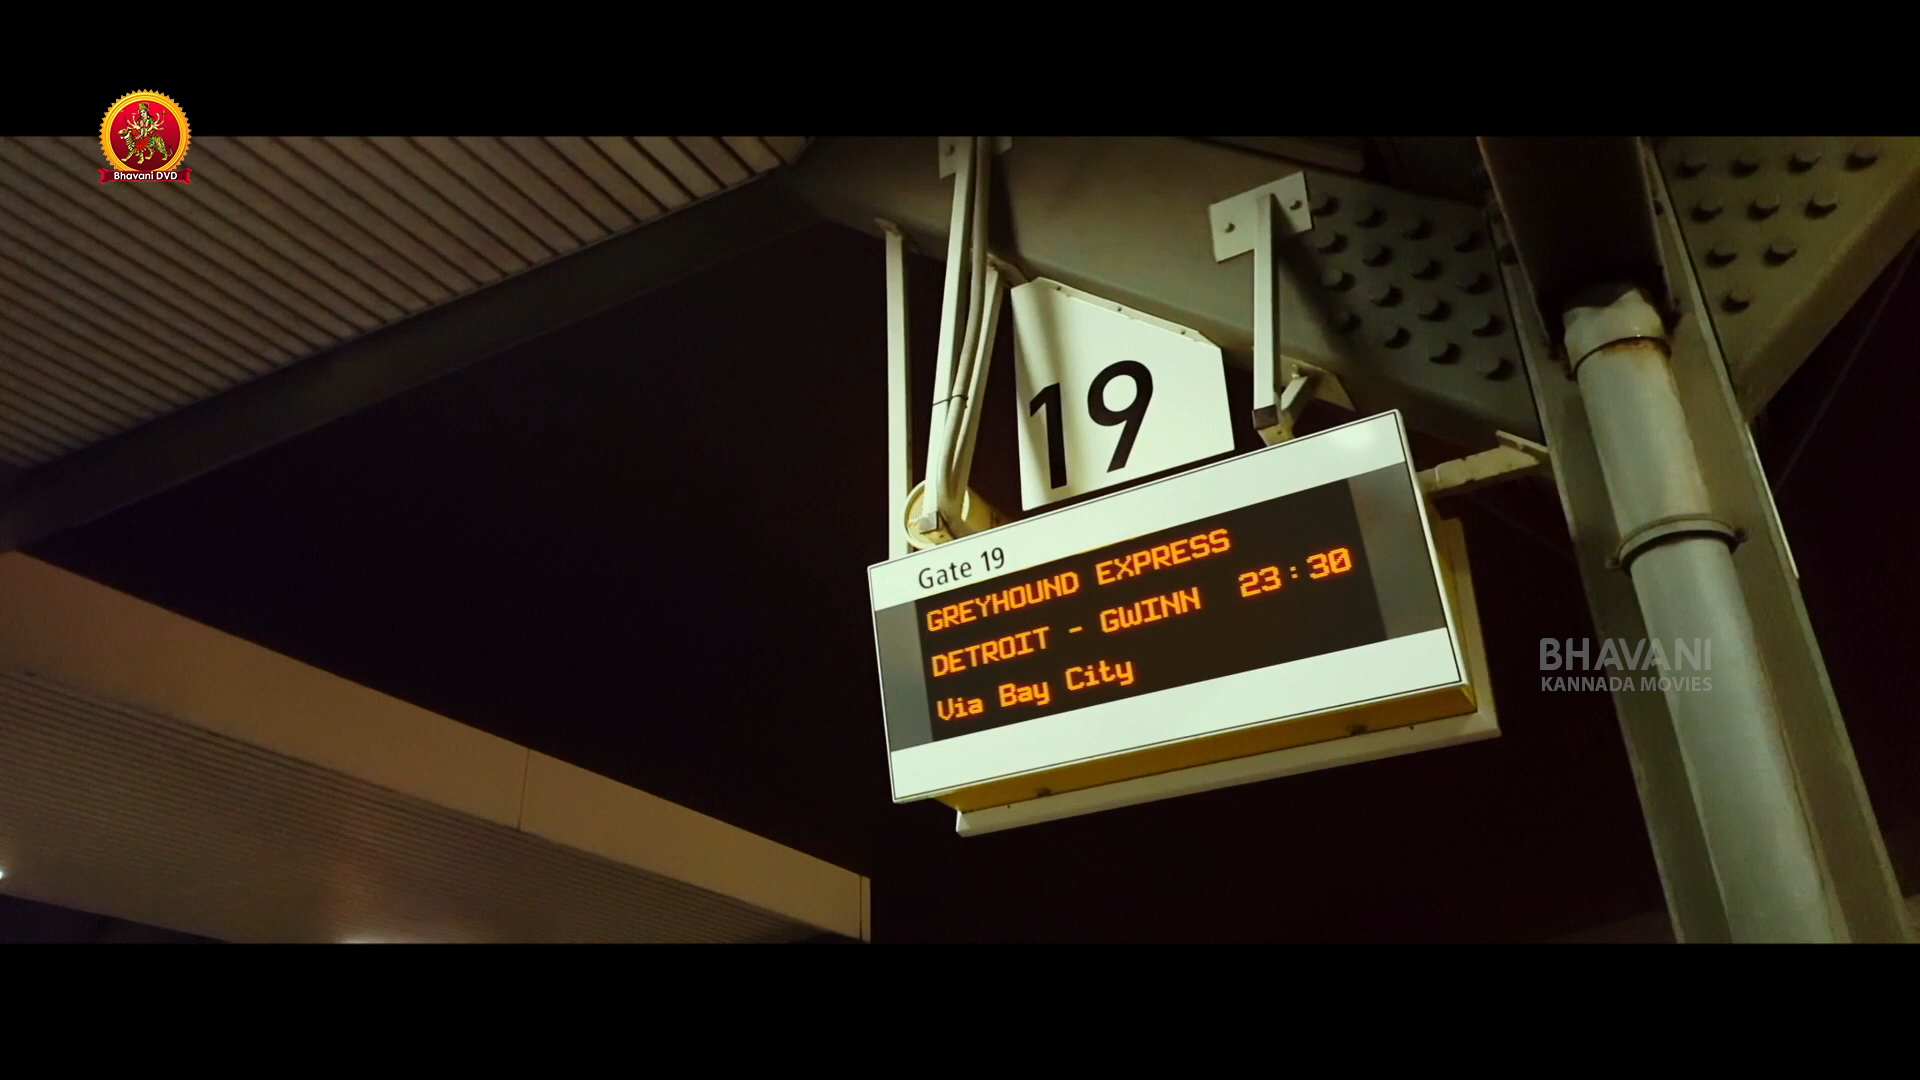 Bhavani DVD
19
Gate 19
GREYHOUND EXPRESS
DETROIT - GWINN 23:30
Via Bay City
BHAVANI
KANNADA MOVIES